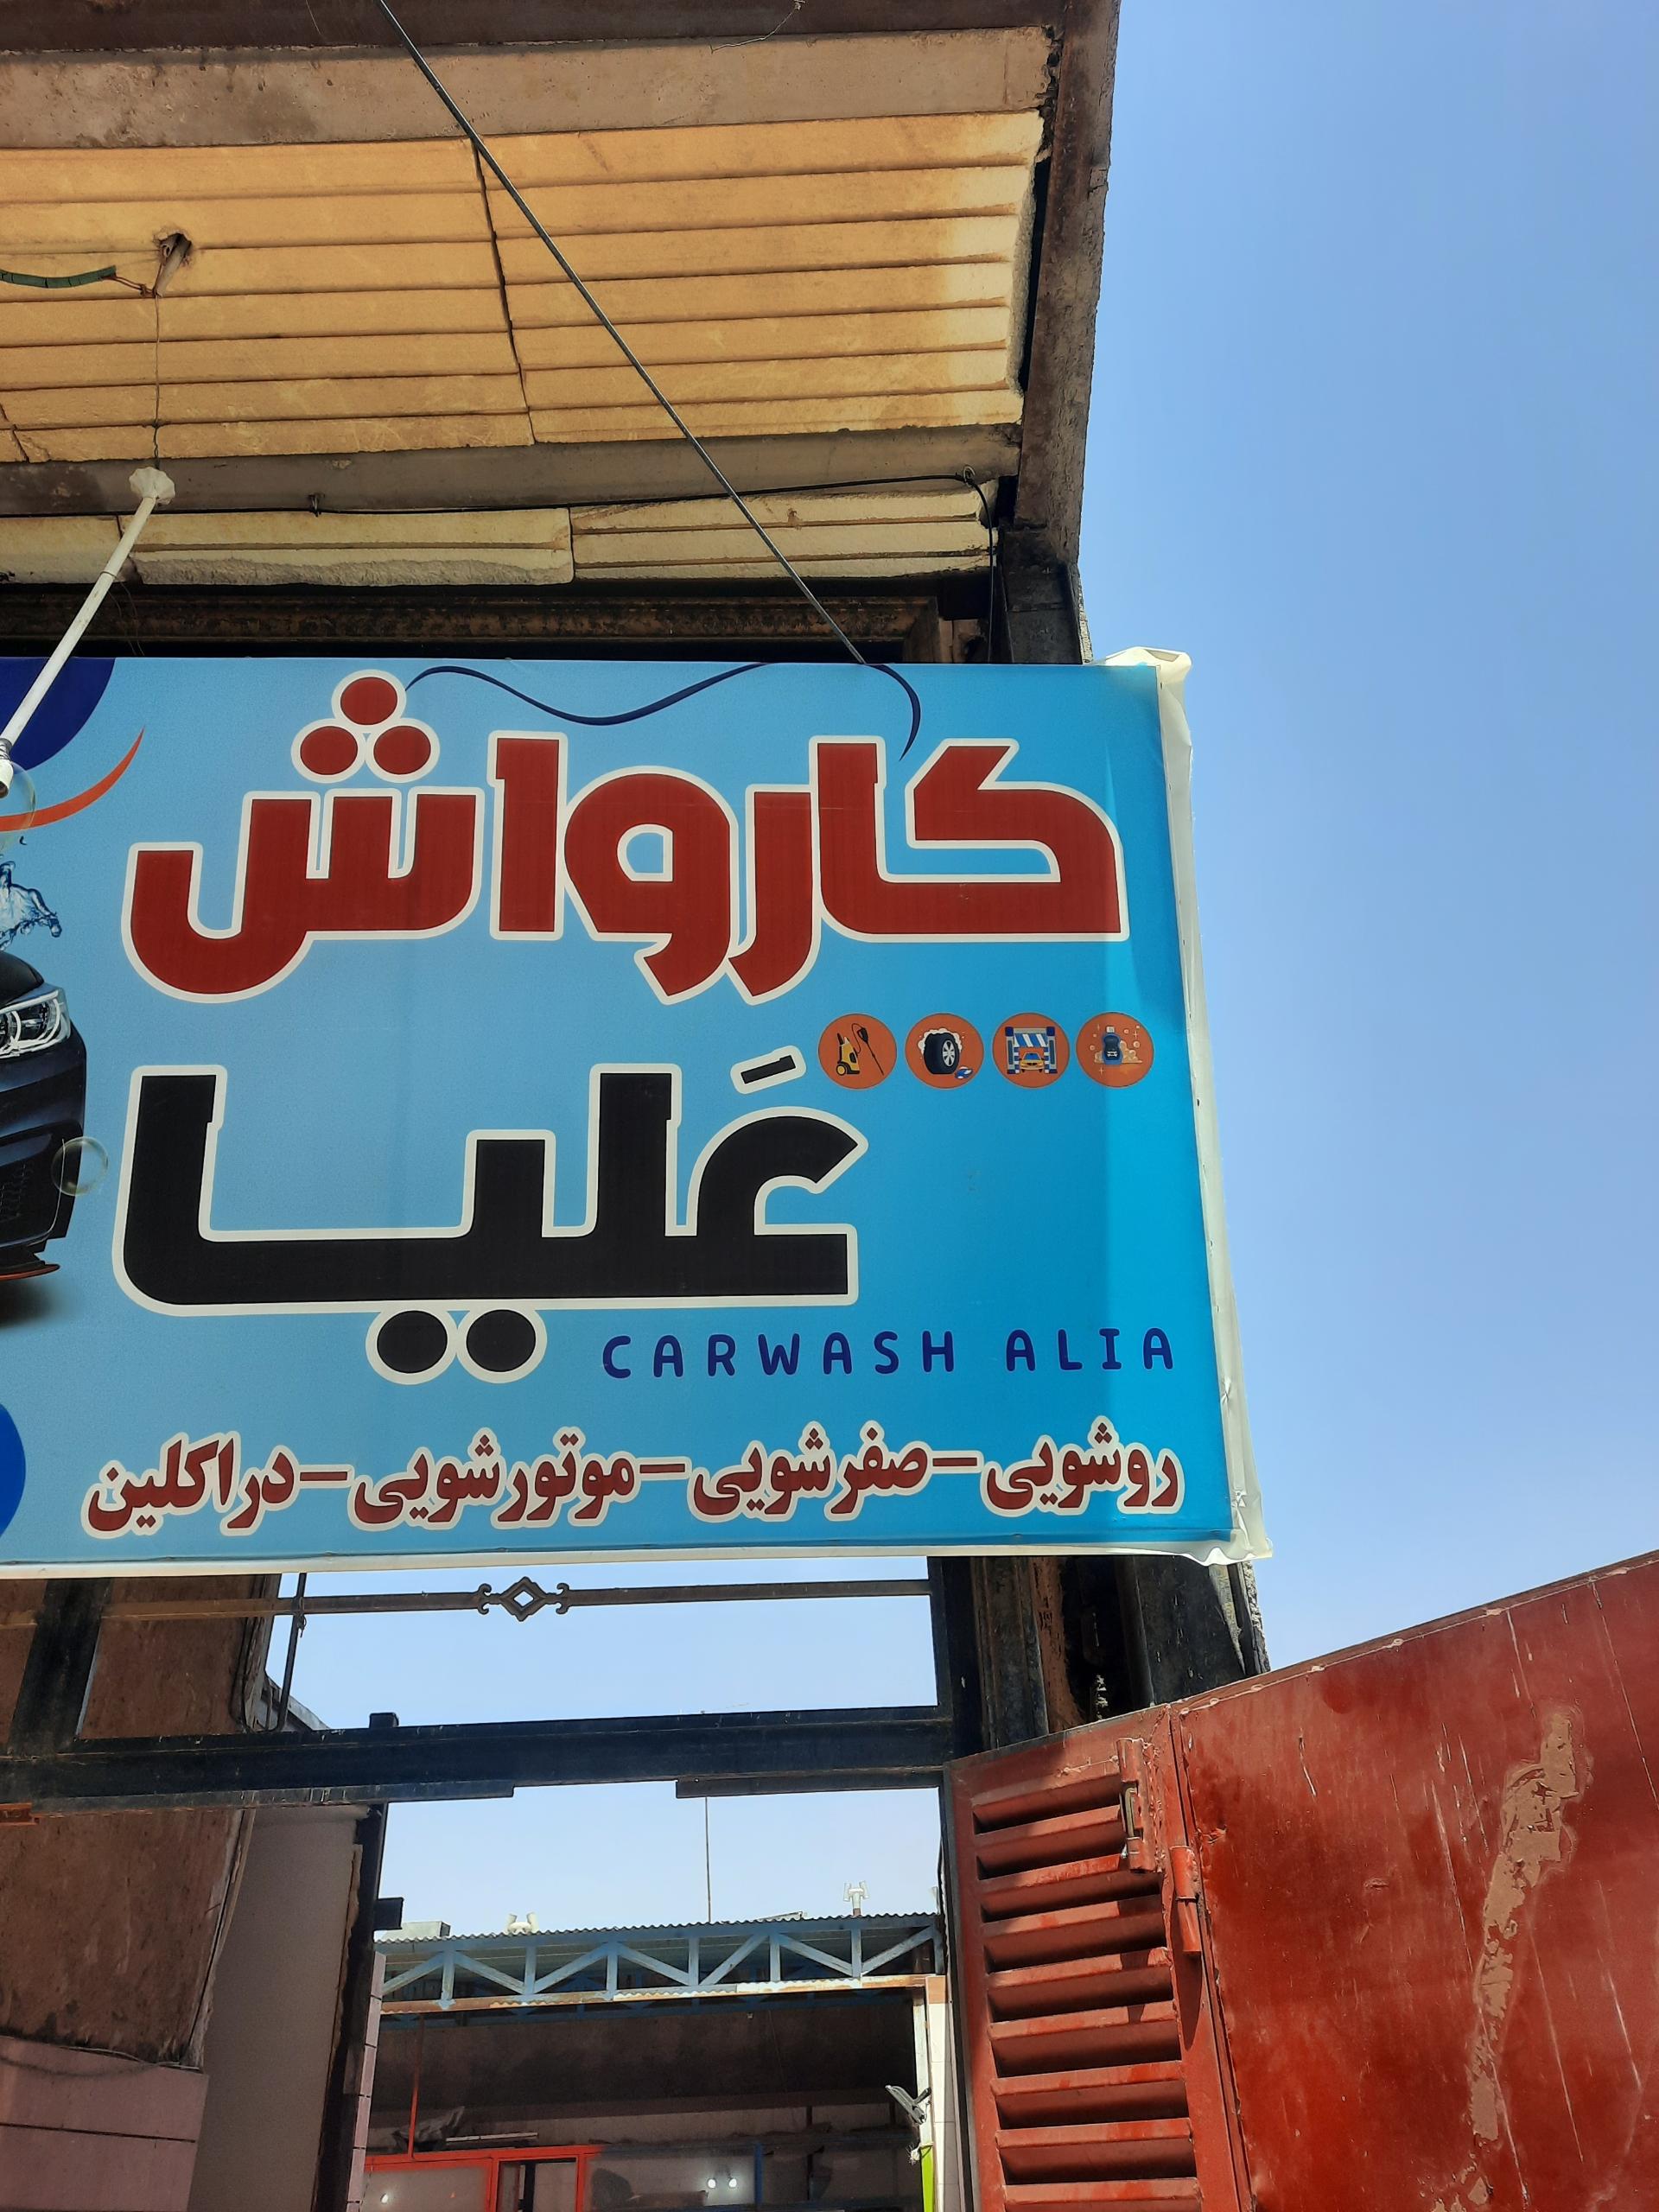 کارواش
عَلیا
CARWASH ALIA
روشویی-صفرشویی-موتورشویی-دراکلین